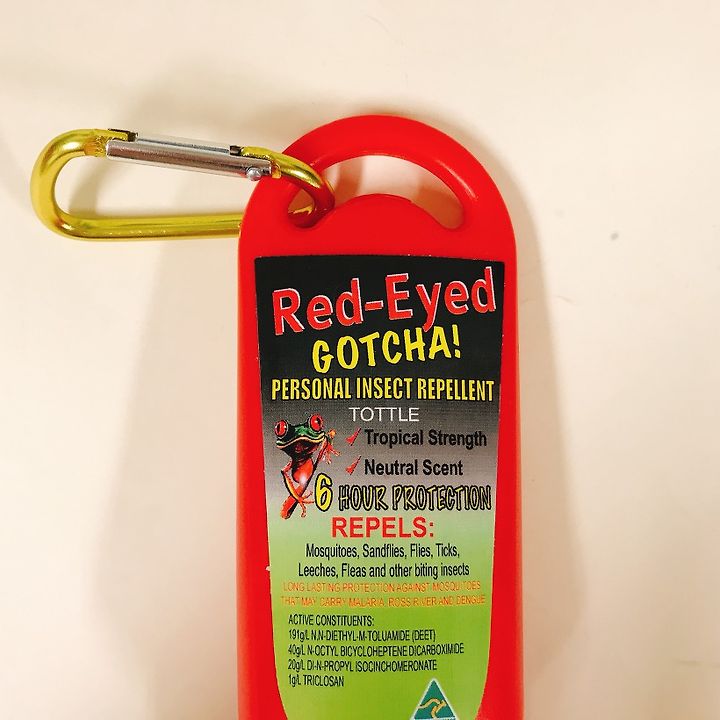 Red-Eyed
GOTCHA!
PERSONAL INSECT REPELLENT
TOTTLE
Tropical Strength
Neutral Scent
6 HOUR PROTECTION
REPELS:
Mosquitoes, Sandflies, Flies, Ticks,
Leeches, Fleas and other biting insects
LONG LASTING PROTECTION AGAINST MOSQUITOES
THAT MAY CARRY MALARIA, ROSS RIVER AND DENGUE
ACTIVE CONSTITUENTS:
191g/L N,N-DIETHYL-M-TOLUAMIDE (DEET)
40g/L N-OCTYL BICYCLOHEPTENE DICARBOXIMIDE
20g/L DI-N-PROPYL ISOCINCHOMERONATE
1g/L TRICLOSAN